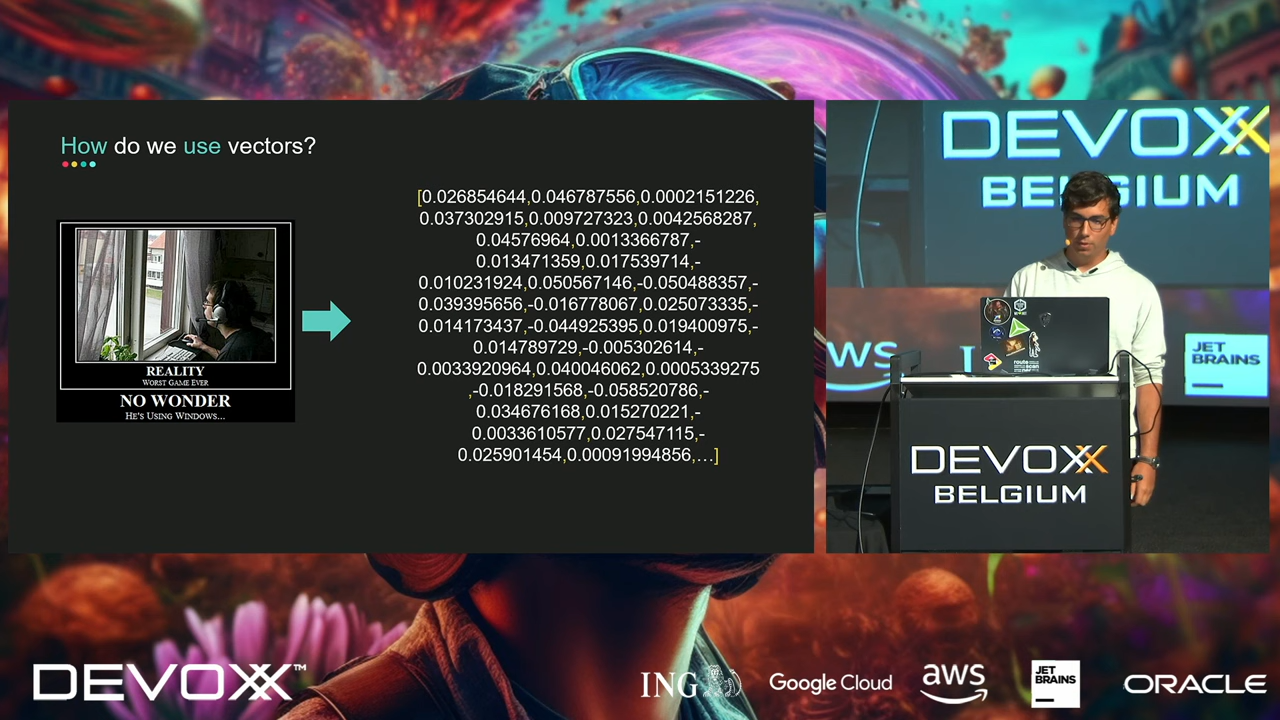 How do we use vectors?
REALITY
WORST GAME EVER
NO WONDER
HE'S USING WINDOWS...
[0.026854644,0.046787556,0.0002151226,
0.037302915,0.009727323,0.0042568287,
0.04576964,0.0013366787,-
0.013471359,0.017539714,-
0.010231924,0.050567146,-0.050488357,-
0.039395656,-0.016778067,0.025073335,-
0.014173437,-0.044925395,0.019400975,-
0.014789729,-0.005302614,-
0.0033920964,0.040046062,0.0005339275
,-0.018291568,-0.058520786,-
0.034676168,0.015270221,-
0.0033610577,0.027547115,-
0.025901454,0.00091994856,…]
DEVOXX
BELGIUM
JET
BRAINS
DEVOXX
BELGIUM
DEVOXX™
ING
Google Cloud
aws
JET
BRAINS
ORACLE